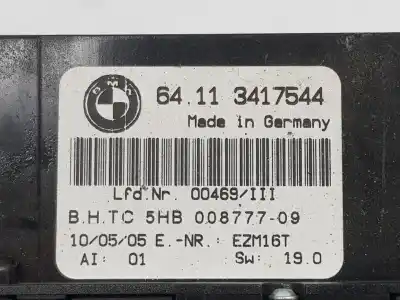 BMW
64.11 3417544
Made in Germany
Lfd.Nr. 00469/III
B.H.TC 5HB 008777-09
10/05/05 E.-NR.: EZM16T
AI: 01 SW: 19.0